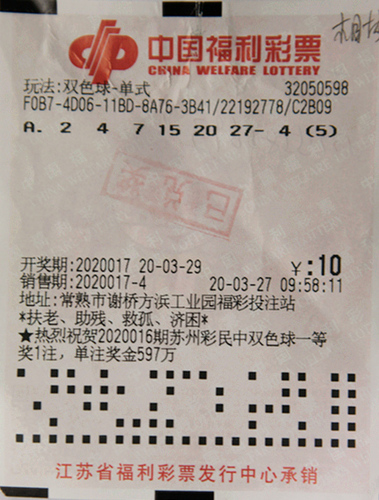 中国福利彩票
CHINA WELFARE LOTTERY
玩法:双色球-单式 32050598
F0B7-4D06-11BD-8A76-3B41/22192778/C2B09
A. 2 4 7 15 20 27- 4 (5)
已兑奖
开奖期:2020017 20-03-29 ¥:10
销售期:2020017-4 20-03-27 09:58:11
地址:常熟市谢桥方浜工业园福彩投注站
*扶老、助残、救孤、济困*
★热烈祝贺2020016期苏州彩民中双色球一等
奖1注,单注奖金597万
江苏省福利彩票发行中心承销